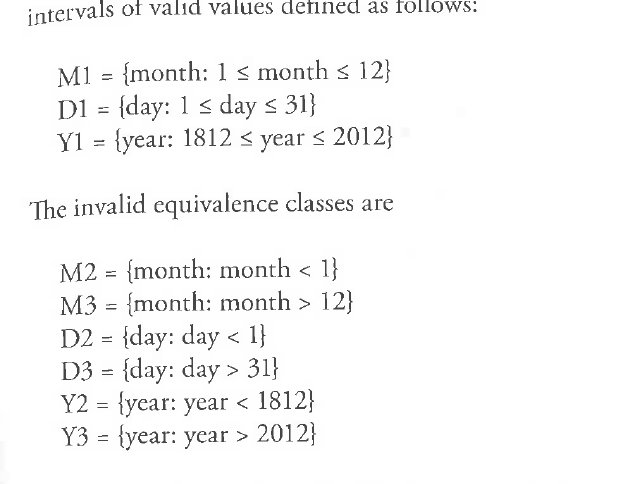 intervals of valid values defined as follows:
M1 = {month: 1 ≤ month ≤ 12}
D1 = {day: 1 ≤ day ≤ 31}
Y1 = {year: 1812 ≤ year ≤ 2012}
The invalid equivalence classes are
M2 = {month: month < 1}
M3 = {month: month > 12}
D2 = {day: day < 1}
D3 = {day: day > 31}
Y2 = {year: year < 1812}
Y3 = {year: year > 2012}